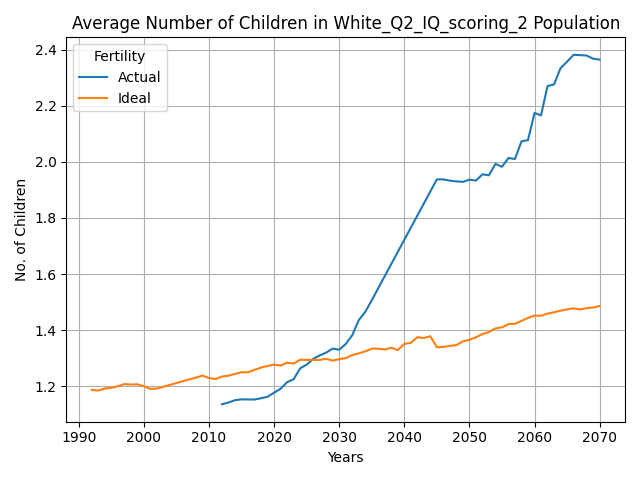 Average Number of Children in White_Q2_IQ_scoring_2 Population
Fertility
Actual
Ideal
No. of Children
2.4
2.2
2.0
1.8
1.6
1.4
1.2
1990 2000 2010 2020 2030 2040 2050 2060 2070
Years